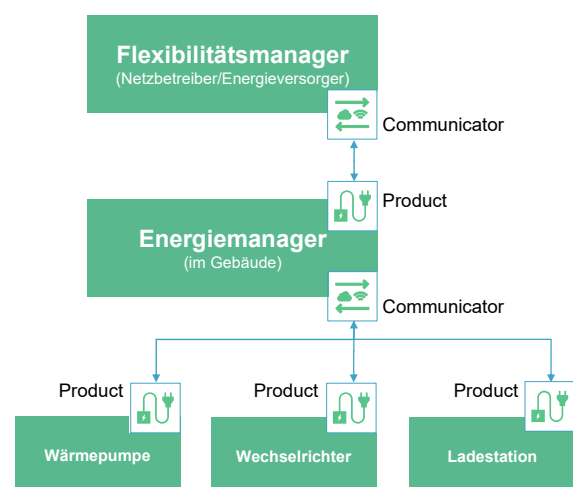 Flexibilitätsmanager
(Netzbetreiber/Energieversorger)
Communicator
Product
Energiemanager
(im Gebäude)
Communicator
Product
Product
Product
Wärmepumpe
Wechselrichter
Ladestation